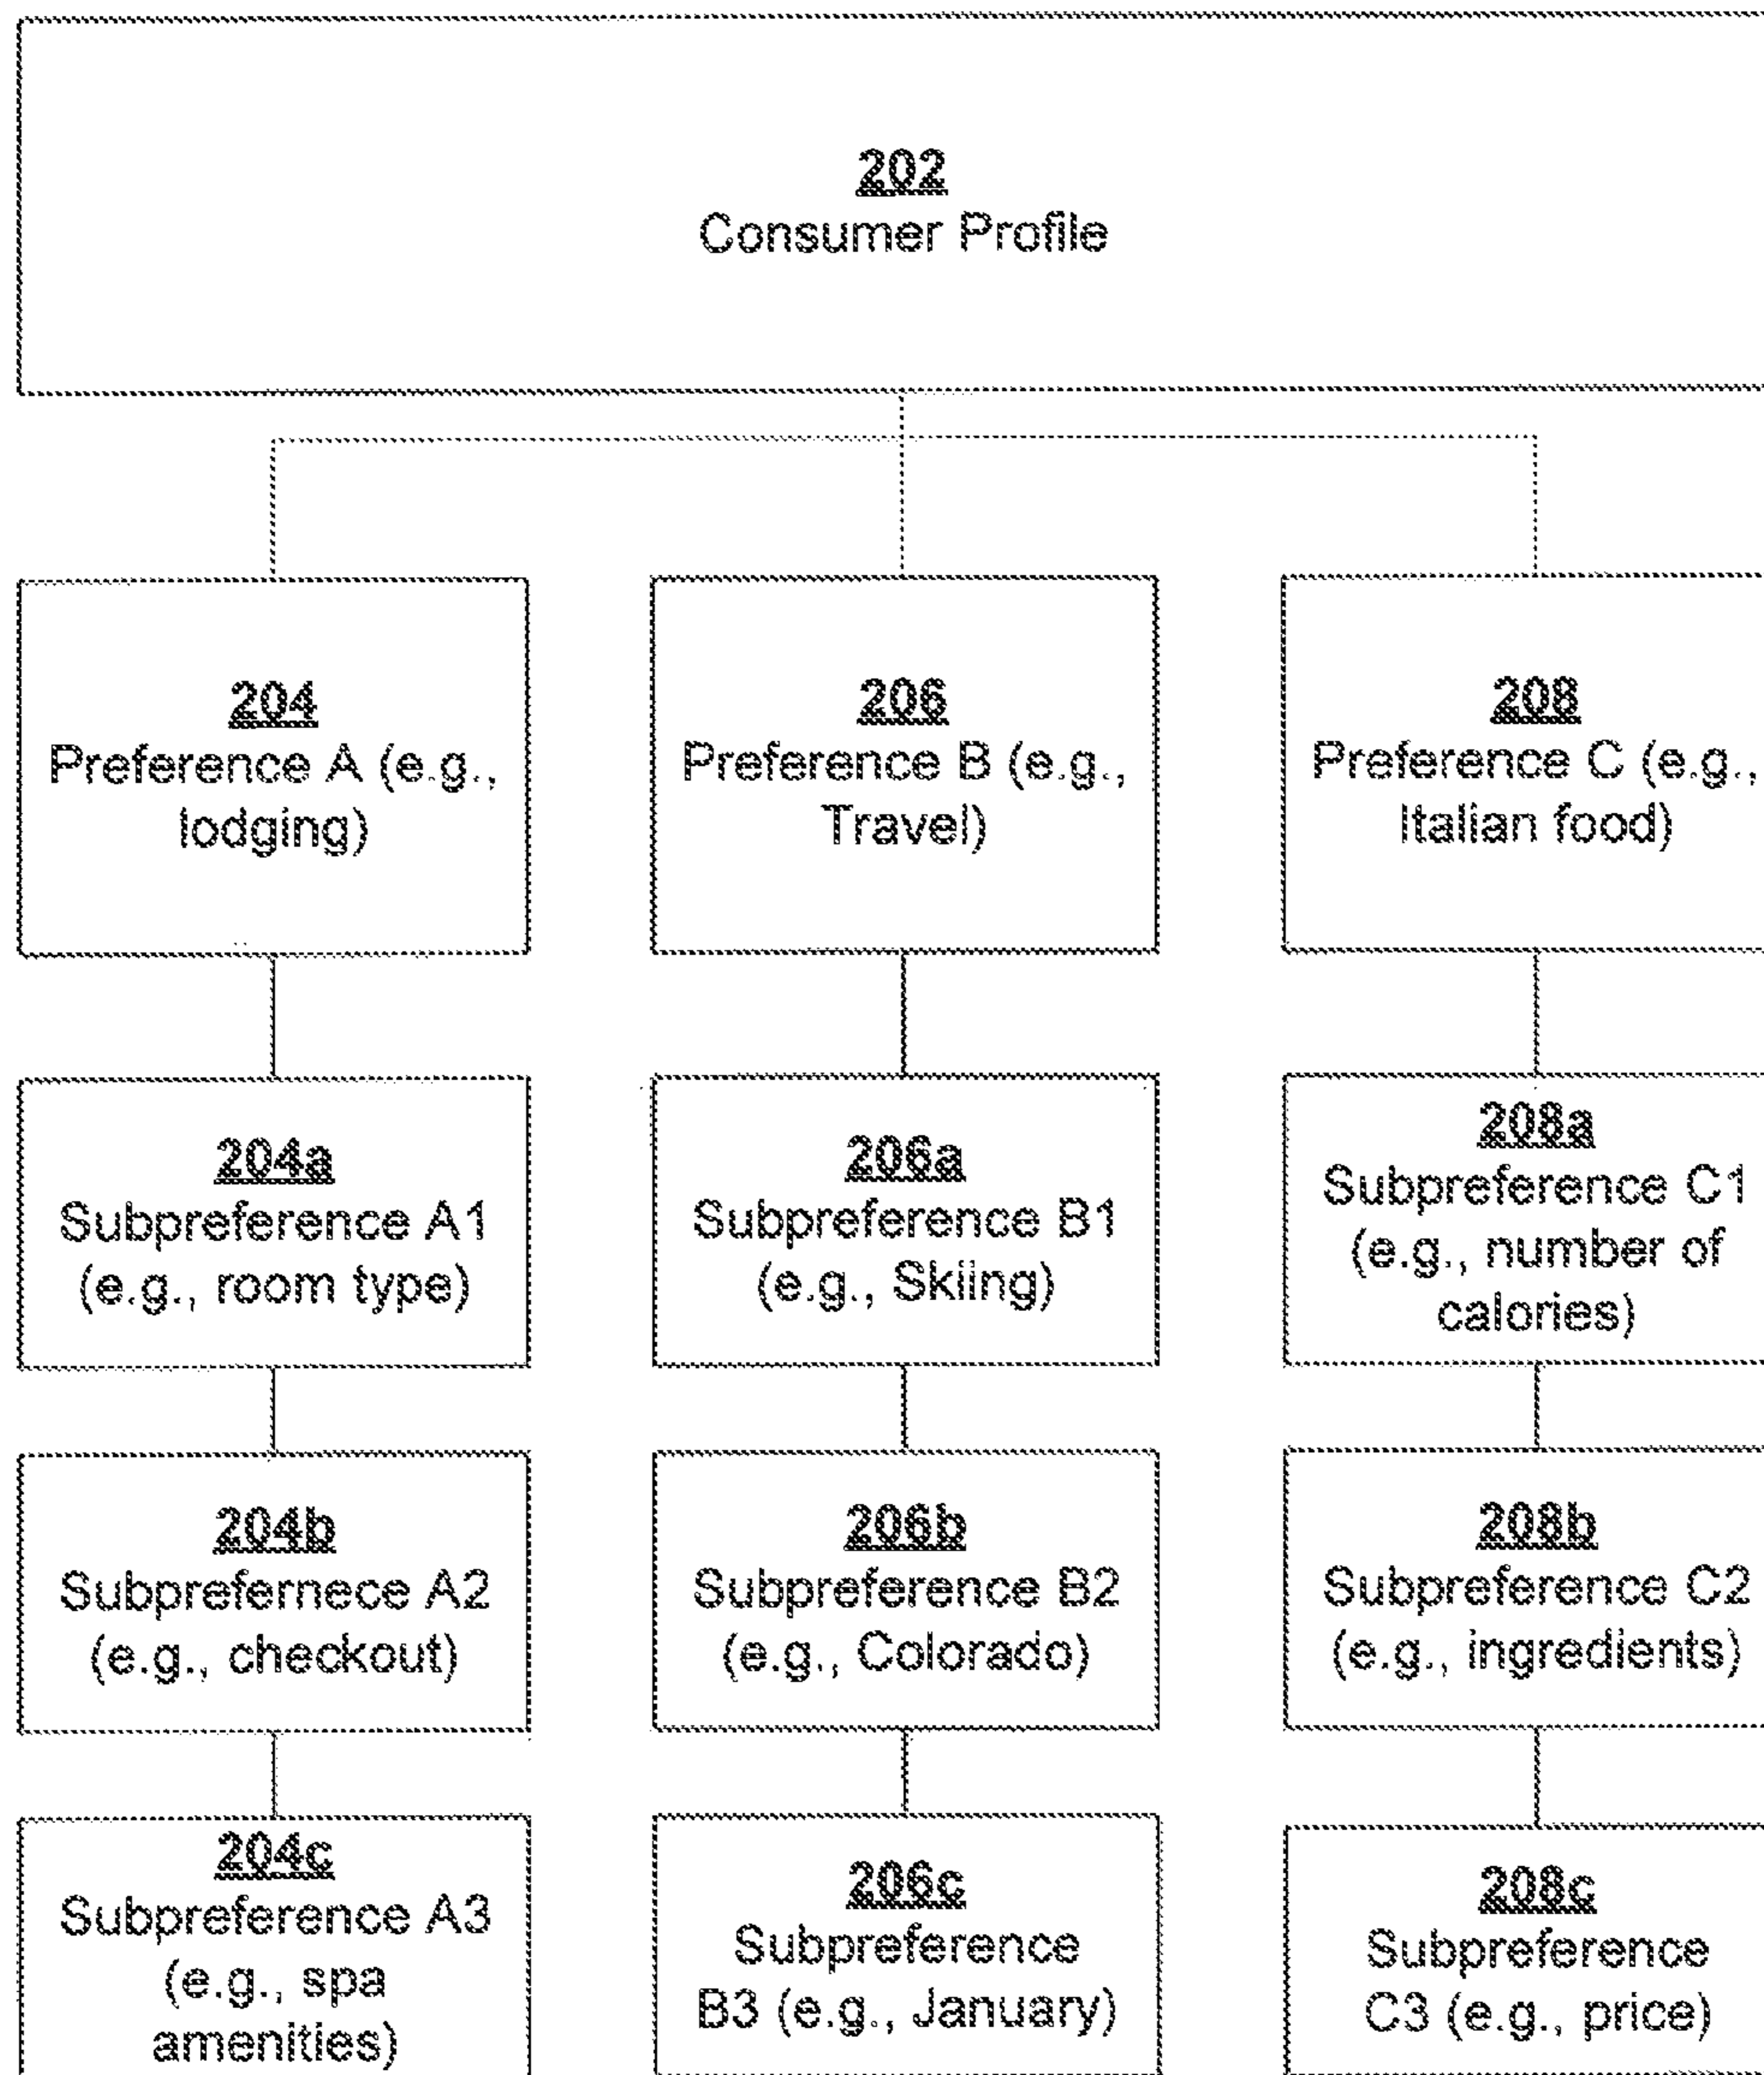 202
Consumer Profile
204
Preference A (e.g.,
lodging)
206
Preference B (e.g.,
Travel)
208
Preference C (e.g.,
Italian food)
204a
Subpreference A1
(e.g., room type)
206a
Subpreference B1
(e.g., Skiing)
208a
Subpreference C1
(e.g., number of
calories)
204b
Subprefernece A2
(e.g., checkout)
206b
Subpreference B2
(e.g., Colorado)
208b
Subpreference C2
(e.g., ingredients)
204c
Subpreference A3
(e.g., spa
amenities)
206c
Subpreference
B3 (e.g., January)
208c
Subpreference
C3 (e.g., price)